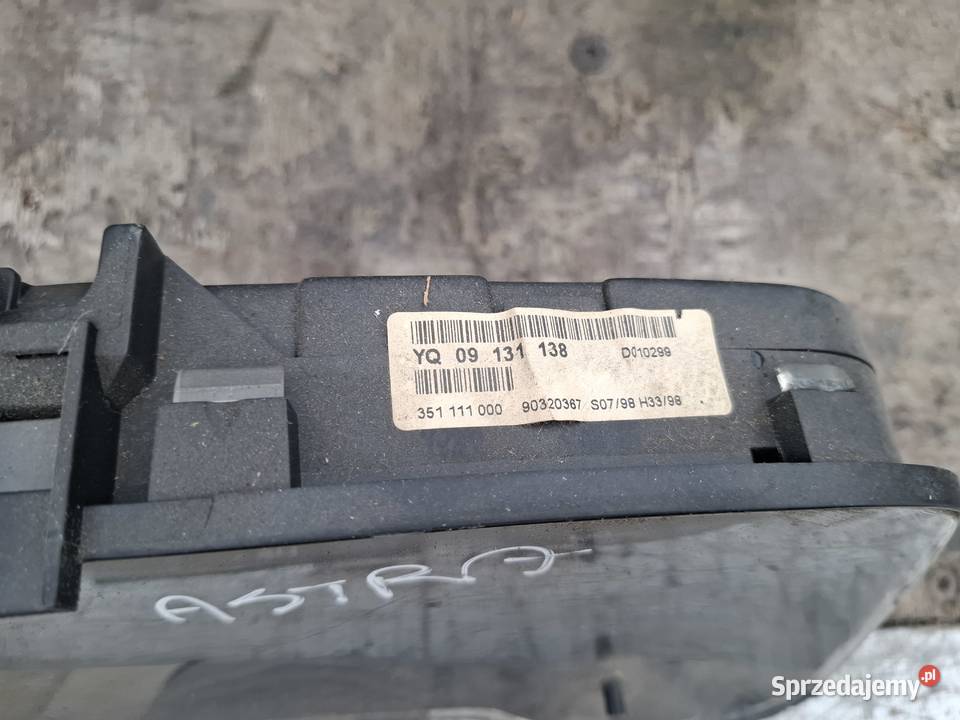 YQ 09 131 138 D010299
351 111 000 90320367 S07/98 H33/98
ASTRA
Sprzedajemy.pl